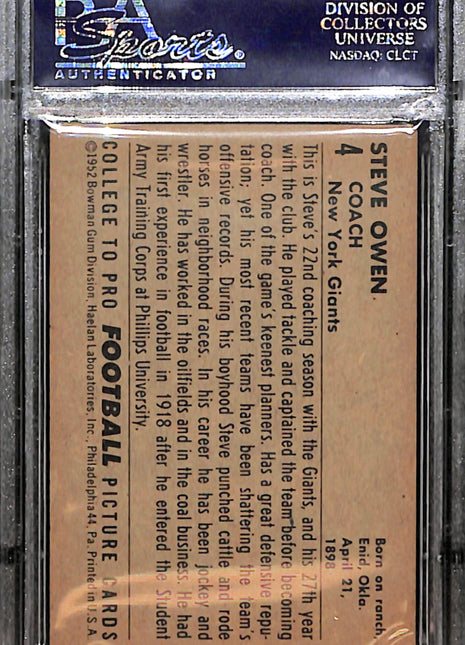 PSA
Sports®
AUTHENTICATOR
DIVISION OF
COLLECTORS
UNIVERSE
NASDAQ: CLCT
STEVE OWEN
4 COACH
New York Giants
Born on ranch,
Enid, Okla.
April 21,
1898
This is Steve's 22nd coaching season with the Giants, and his 27th year
with the club. He played tackle and captained the team before becoming
coach. One of the game's keenest planners. Has a great defensive repu-
tation; yet his most recent teams have been shattering the team's
offensive records. During his boyhood Steve punched cattle and rode
horses in neighborhood races. In his career he has been jockey and
wrestler. He has worked in the oilfields and in the coal business. He had
his first experience in football in 1918 after he entered the Student
Army Training Corps at Phillips University.
COLLEGE TO PRO FOOTBALL PICTURE CARDS
©1952 Bowman Gum Division, Haelan Laboratories, Inc., Philadelphia 44, Pa. Printed in U.S.A.